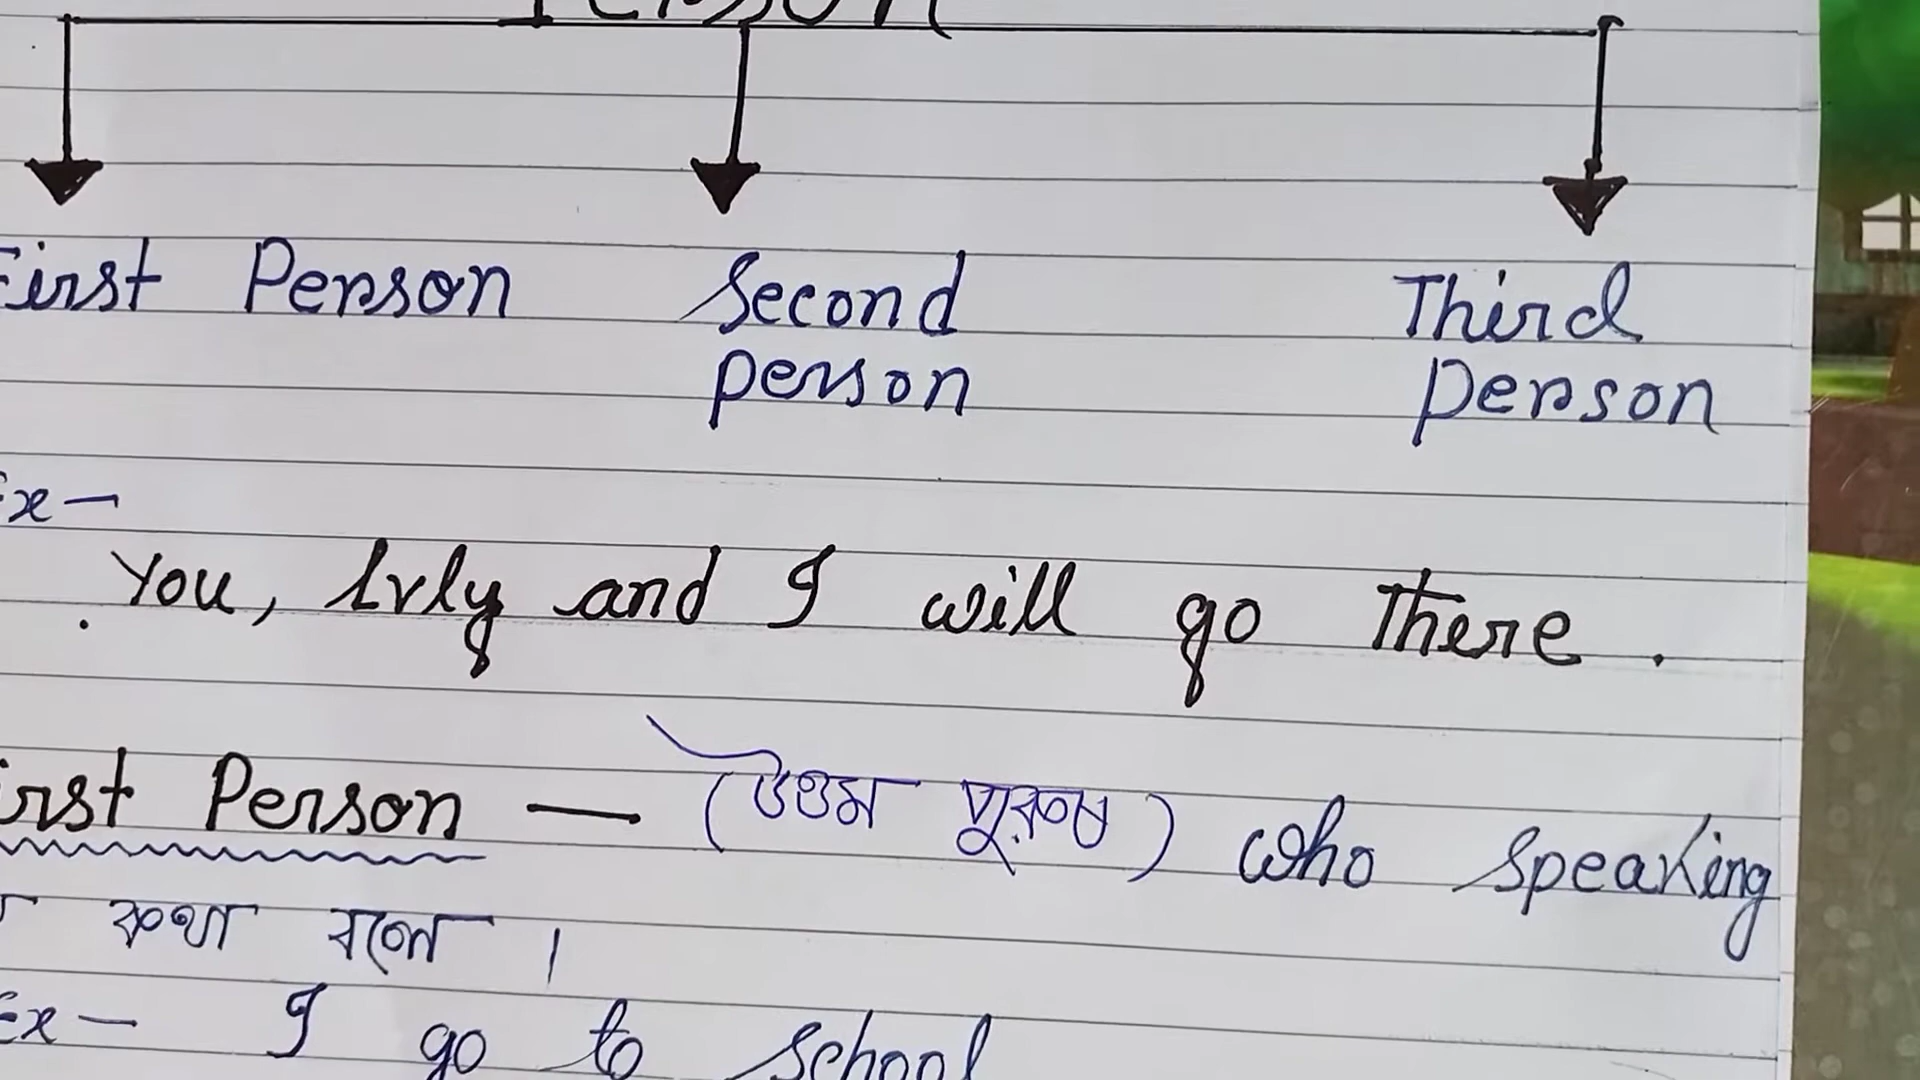 Person
First Person Second person Third person
Ex-
You, lvly and I will go there.
First Person — (উত্তম পুরুষ) who speaking
কথা বলে।
Ex- I go to school